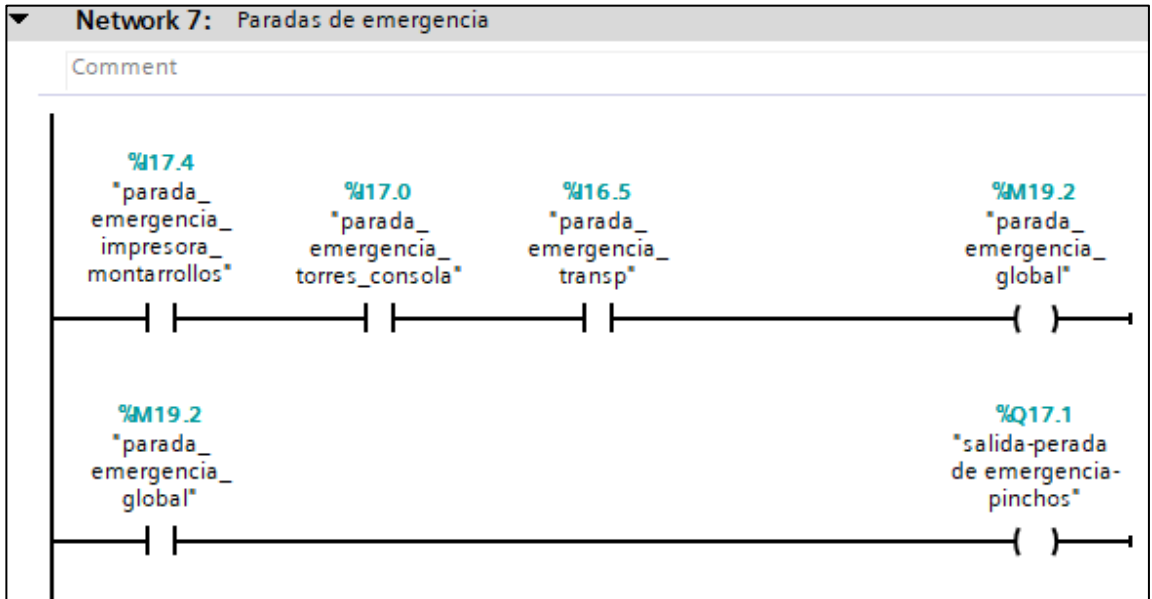 Network 7: Paradas de emergencia
Comment
%I17.4
"parada_
emergencia_
impresora_
montarrollos"
%I17.0
"parada_
emergencia_
torres_consola"
%I16.5
"parada_
emergencia_
transp"
%M19.2
"parada_
emergencia_
global"
%M19.2
"parada_
emergencia_
global"
%Q17.1
"salida-perada
de emergencia-
pinchos"